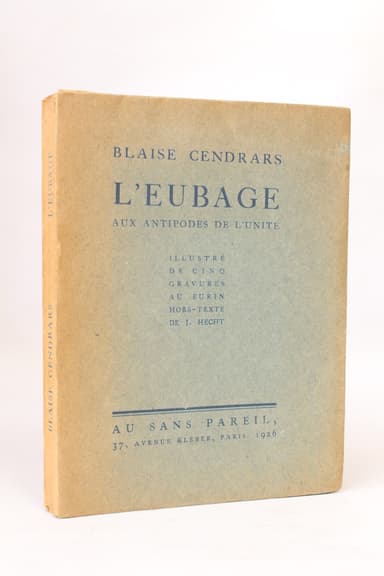 BLAISE CENDRARS
L'EUBAGE
AUX ANTIPODES DE L'UNITÉ
ILLUSTRÉ
DE CINQ
GRAVURES
AU BURIN
HORS-TEXTE
DE J. HECHT
AU SANS PAREIL,
37, AVENUE KLÉBER, PARIS. 1926
BLAISE CENDRARS
L'EUBAGE